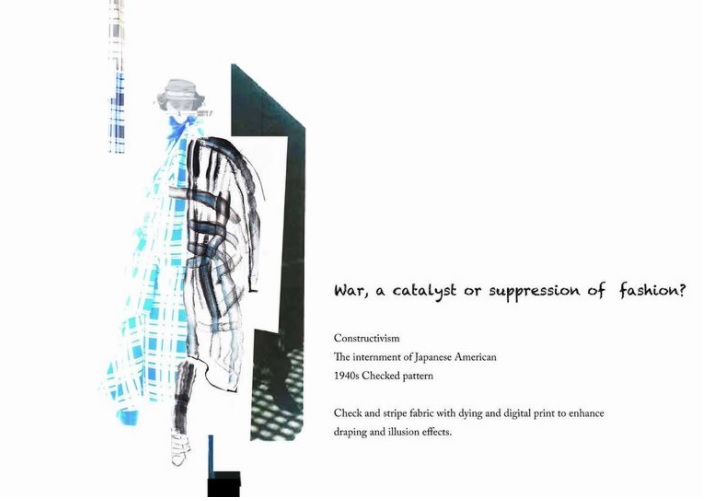 War, a catalyst or suppression of fashion?
Constructivism
The internment of Japanese American
1940s Checked pattern
Check and stripe fabric with dying and digital print to enhance
draping and illusion effects.